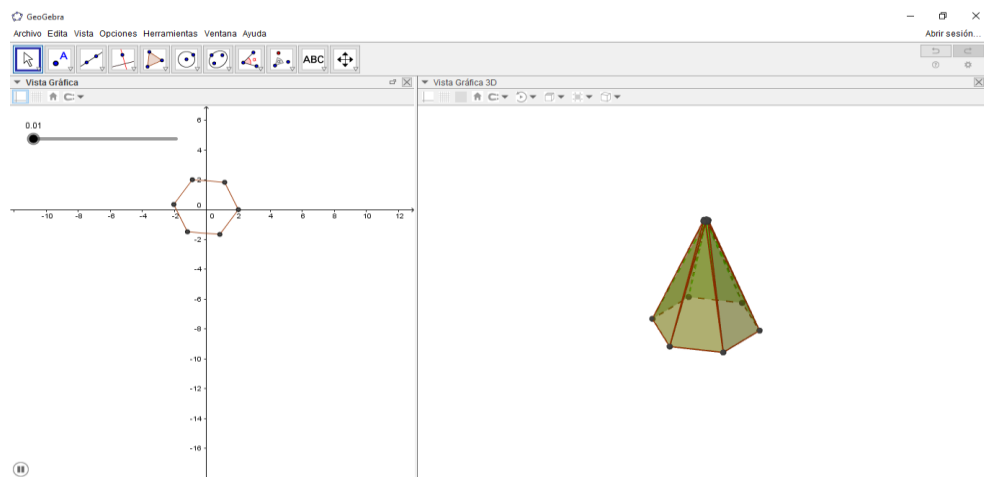 GeoGebra
Archivo Edita Vista Opciones Herramientas Ventana Ayuda
Abrir sesión...
A
ABC
Vista Gráfica
Vista Gráfica 3D
0.01
6
4
2
0
-10 -8 -6 -4 -2 0 2 4 6 8 10 12
-2
-4
-6
-8
-10
-12
-14
-16